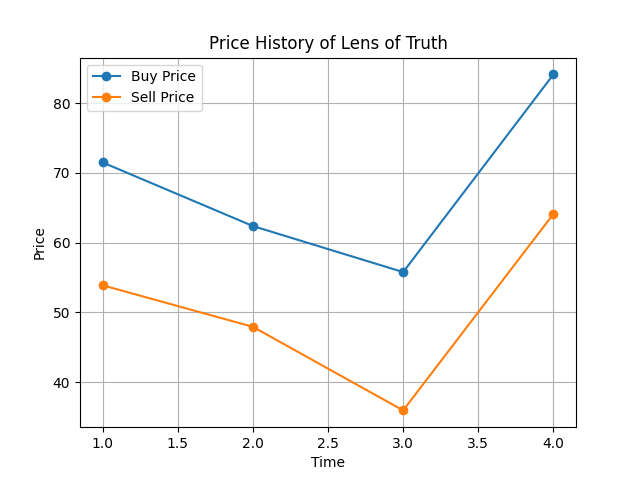 Price History of Lens of Truth
Buy Price
Sell Price
Price
80
70
60
50
40
1.0 1.5 2.0 2.5 3.0 3.5 4.0
Time